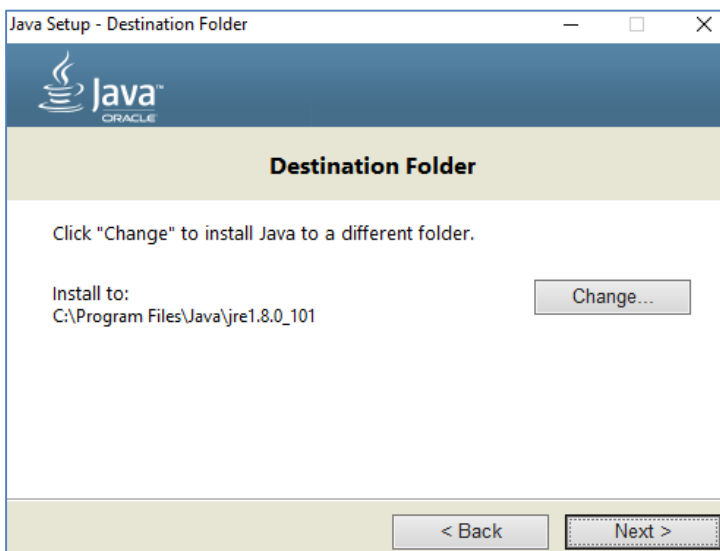 Java Setup - Destination Folder
Java™
ORACLE
Destination Folder
Click "Change" to install Java to a different folder.
Install to:
C:\Program Files\Java\jre1.8.0_101
Change...
< Back
Next >